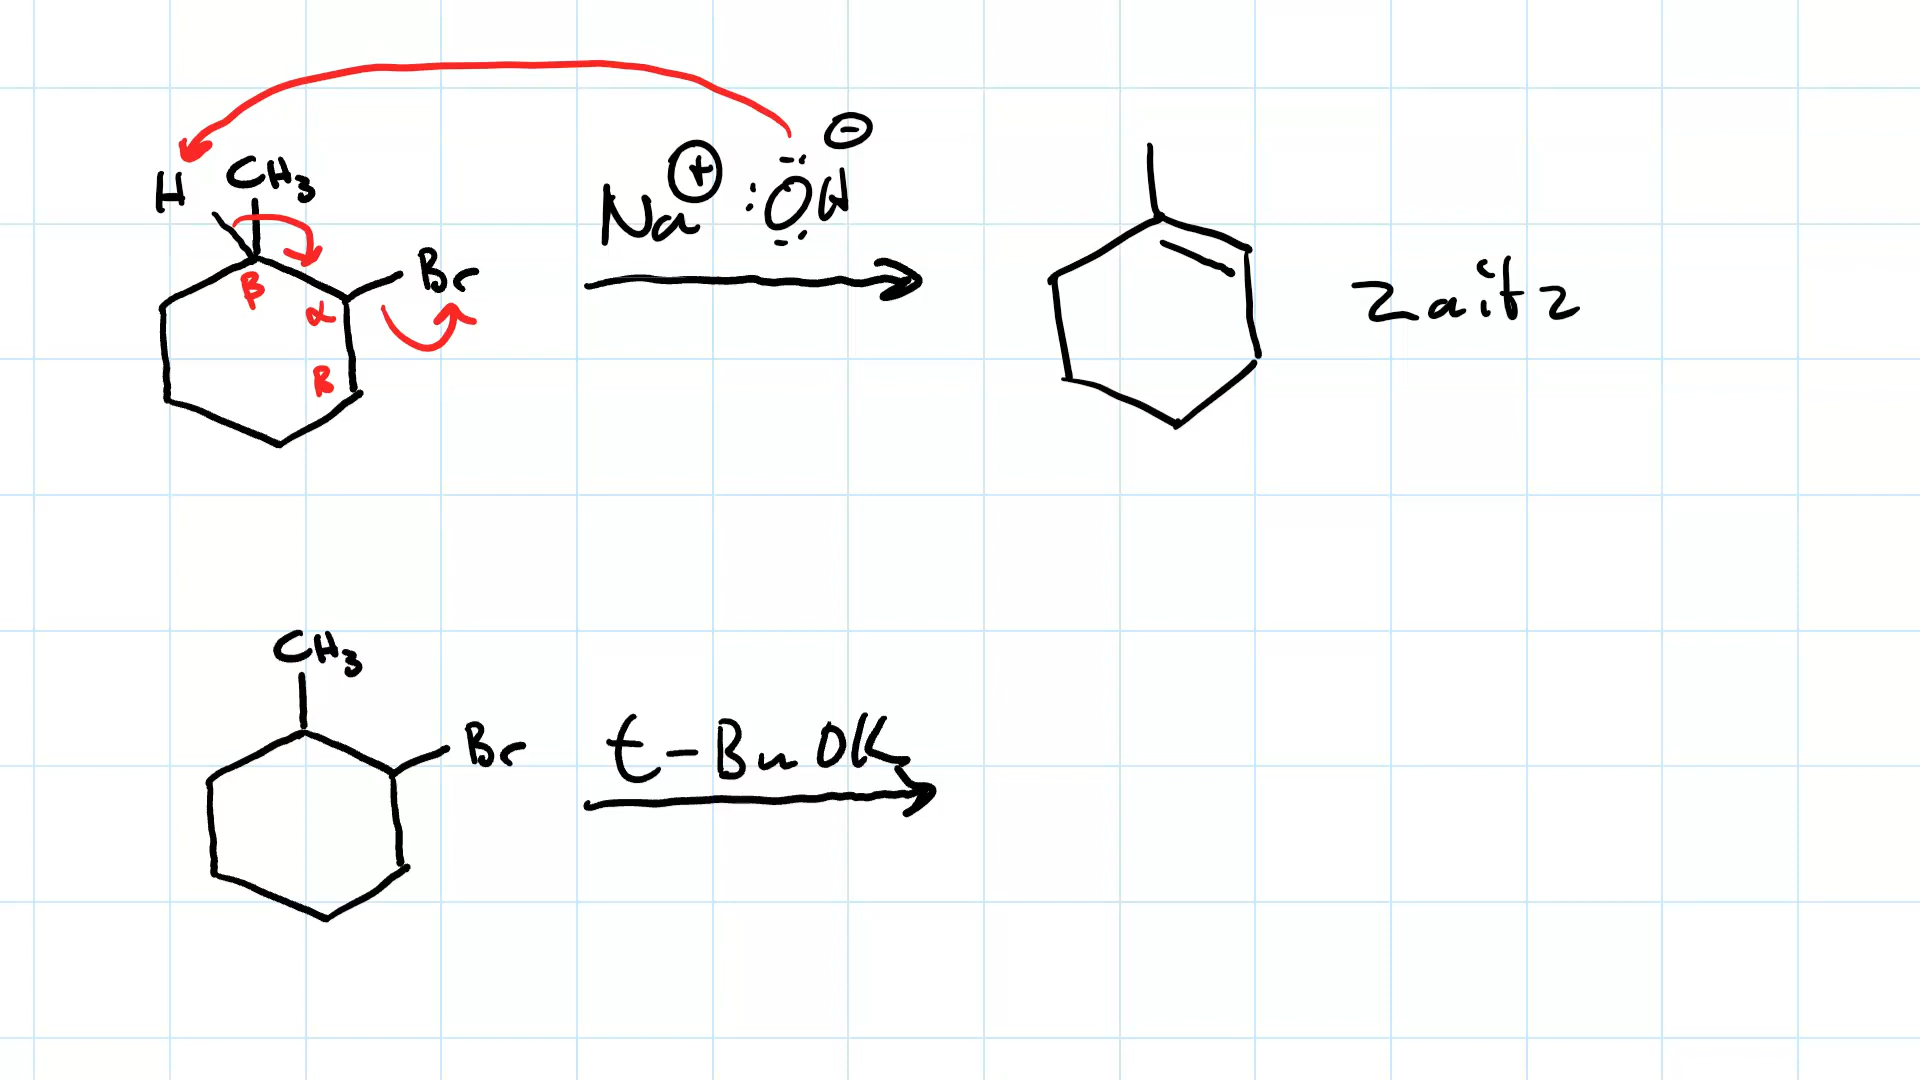 H CH₃
Br
β
α
β
Na⊕ :ÖH ⊖
Zaitz
CH₃
Br
t-BuOK